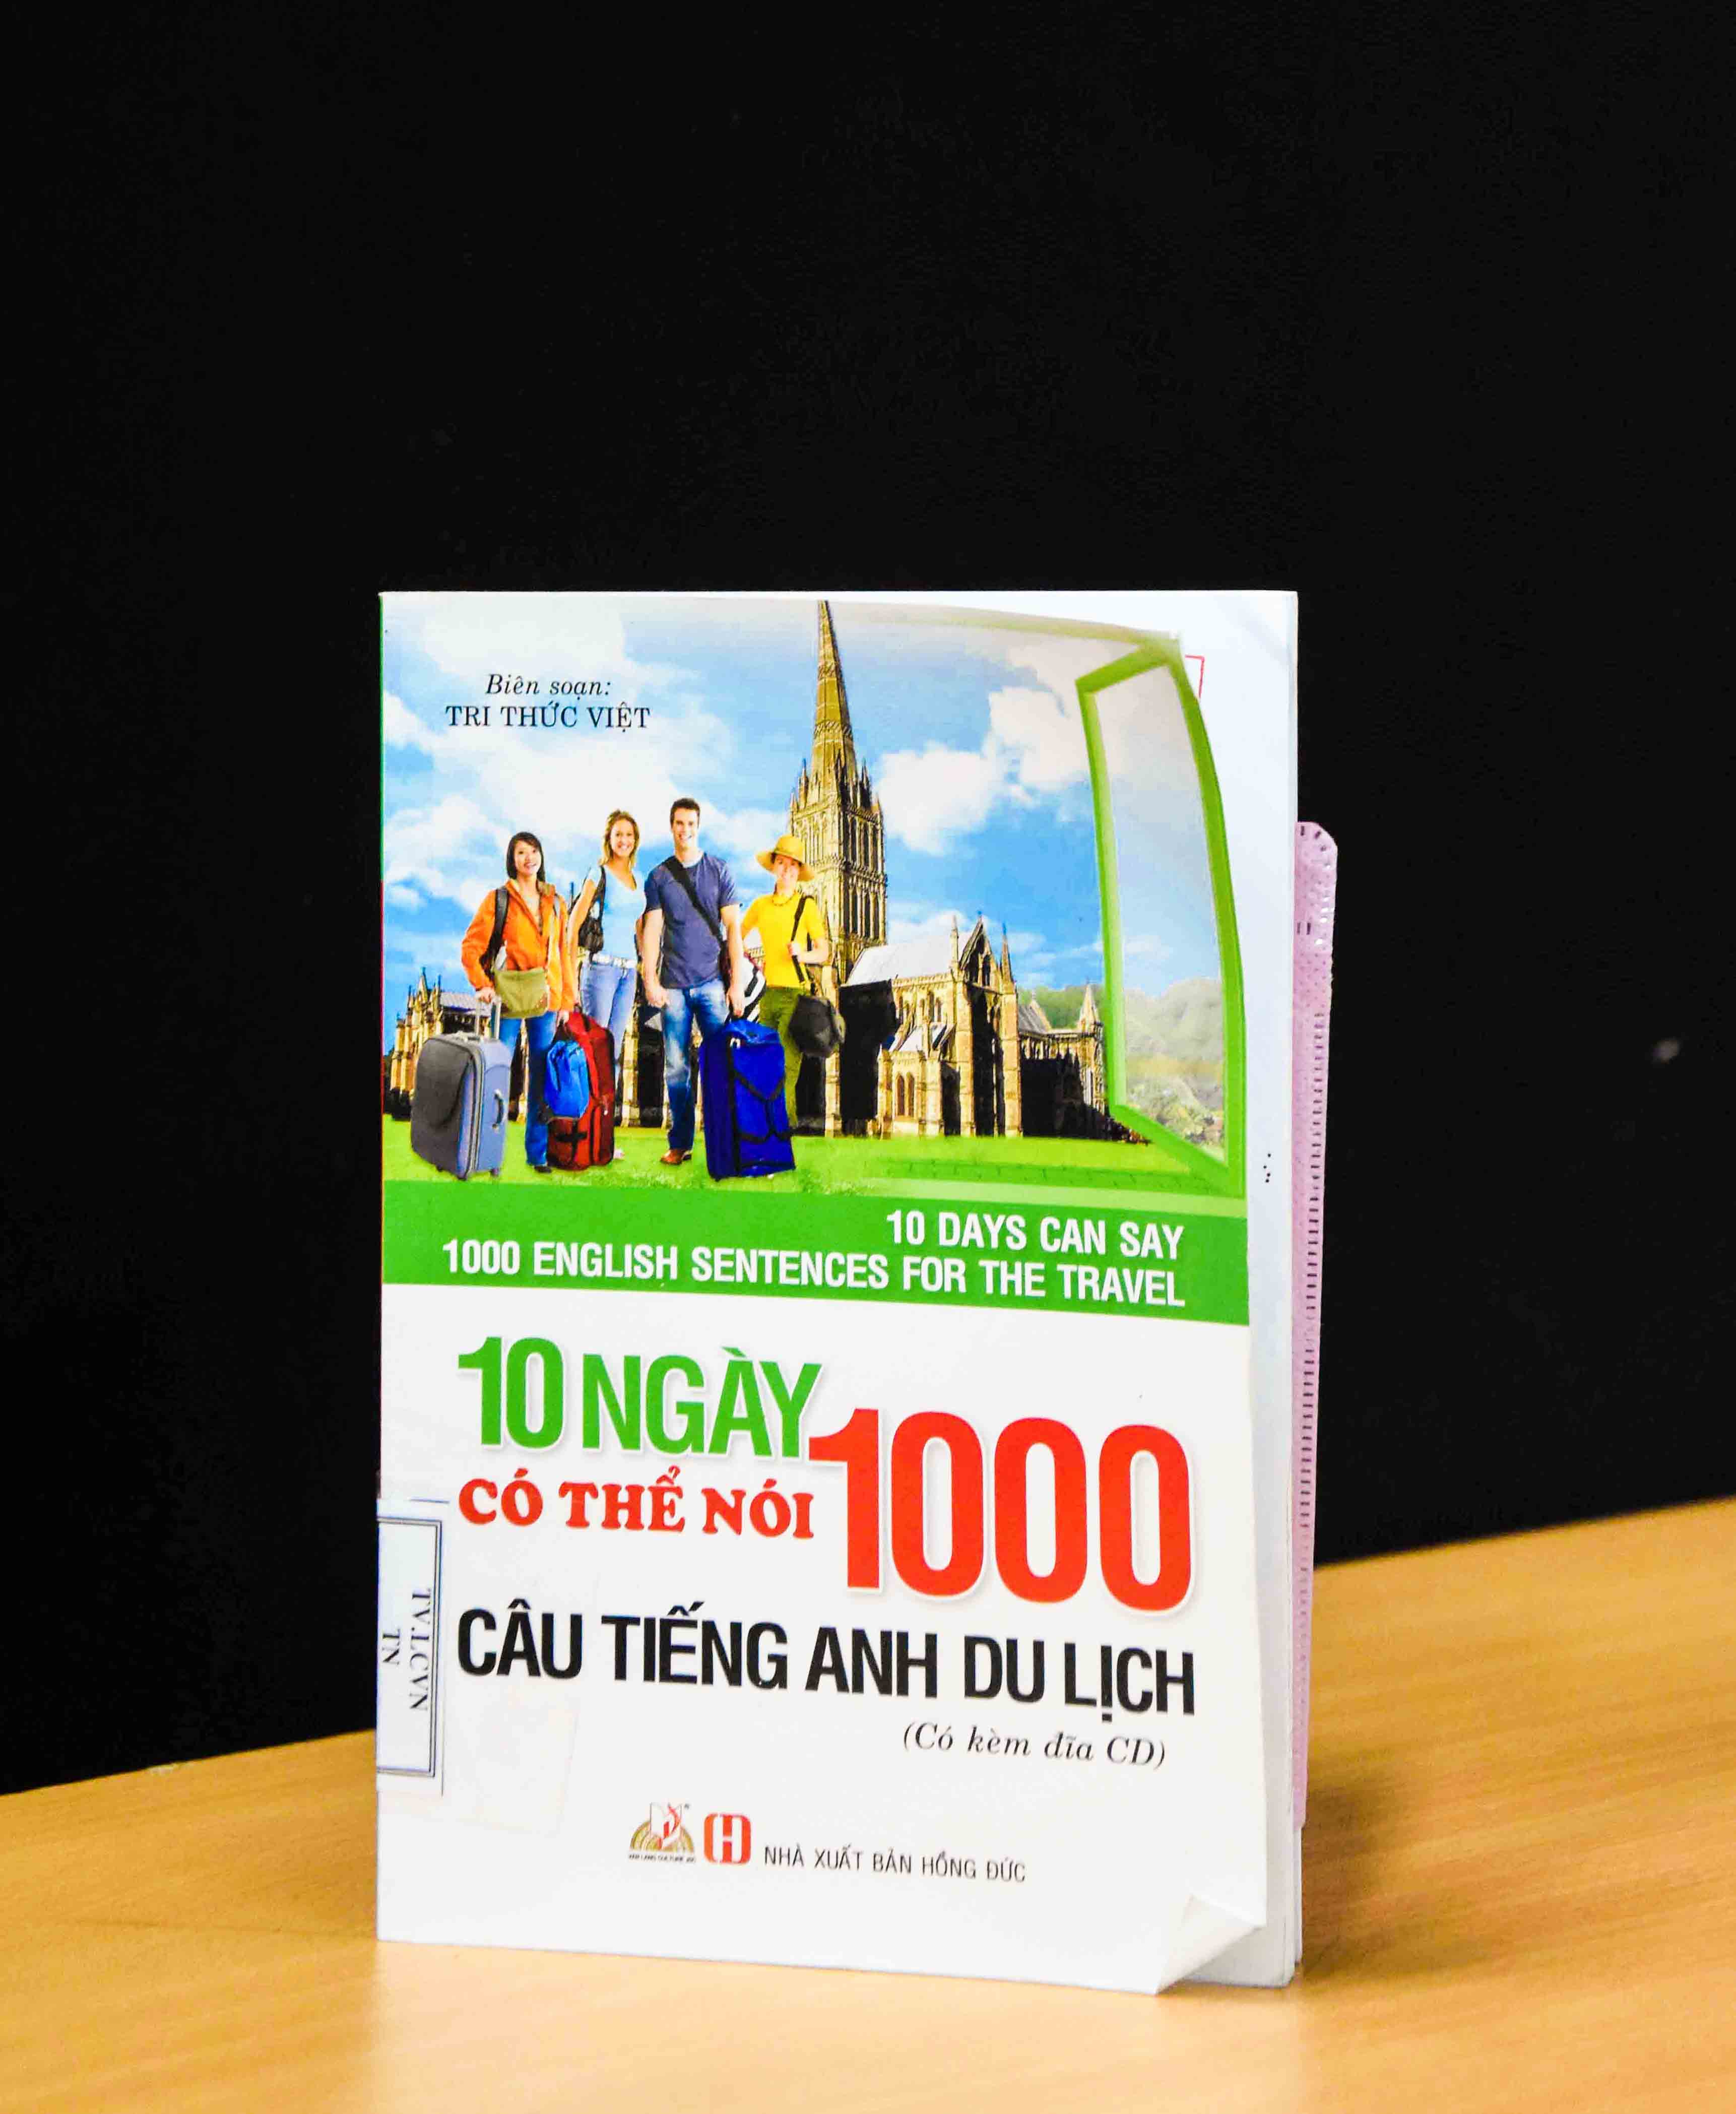 Biên soạn:
TRI THỨC VIỆT
10 DAYS CAN SAY
1000 ENGLISH SENTENCES FOR THE TRAVEL
10 NGÀY
CÓ THỂ NÓI
1000
CÂU TIẾNG ANH DU LỊCH
(Có kèm đĩa CD)
TV.LCVN
TN
NHÀ XUẤT BẢN HỒNG ĐỨC